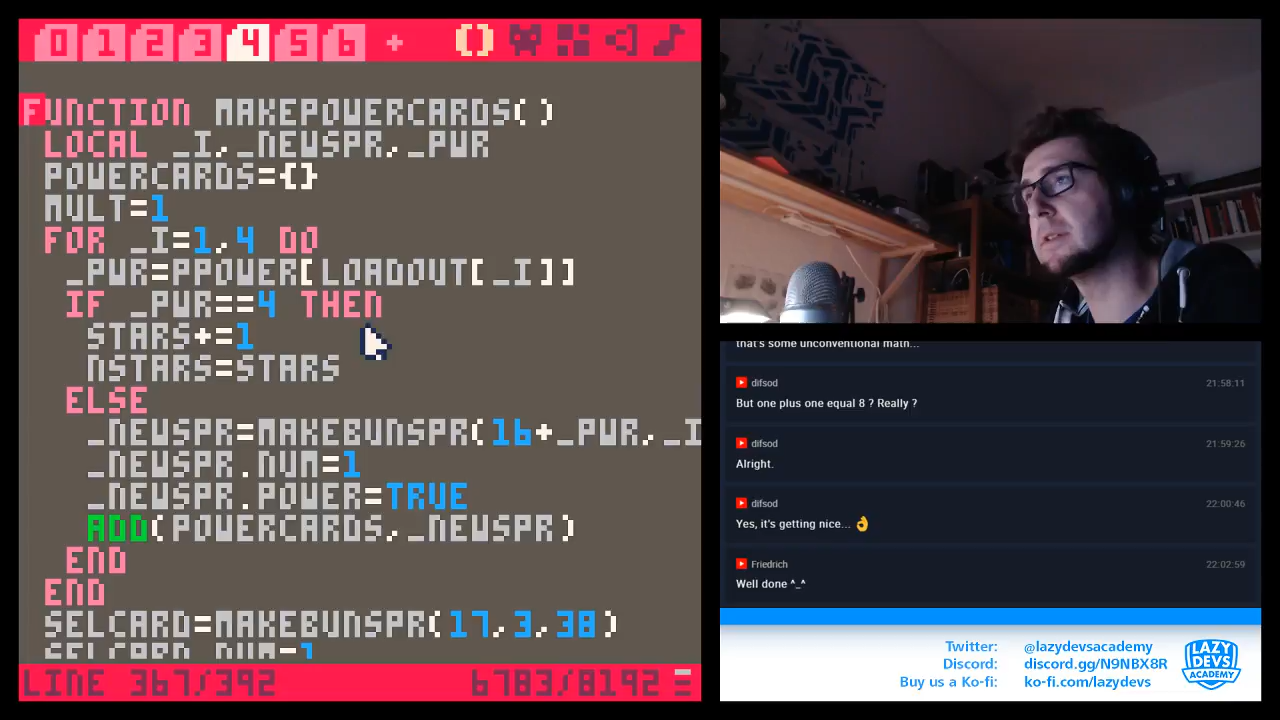 0 1 2 3 4 5 6 +
FUNCTION MAKEPOWERCARDS()
LOCAL _I,_NEWSPR,_PWR
POWERCARDS={}
MULT=1
FOR _I=1,4 DO
_PWR=PPOWER[LOADOUT[_I]]
IF _PWR==4 THEN
STARS+=1
NSTARS=STARS
ELSE
_NEWSPR=MAKEBUNSPR(16+_PWR,_I
_NEWSPR.NUM=1
_NEWSPR.POWER=TRUE
ADD(POWERCARDS,_NEWSPR)
END
END
SELCARD=MAKEBUNSPR(17,3,38)
SELCARD.NUM=1
LINE 367/392 6783/8192
that's some unconventional math...
difsod 21:58:11
But one plus one equal 8 ? Really ?
difsod 21:59:26
Alright.
difsod 22:00:46
Yes, it's getting nice... 👌
Friedrich 22:02:59
Well done ^_^
Twitter: @lazydevsacademy
Discord: discord.gg/N9NBX8R
Buy us a Ko-fi: ko-fi.com/lazydevs
LAZY
DEVS
ACADEMY